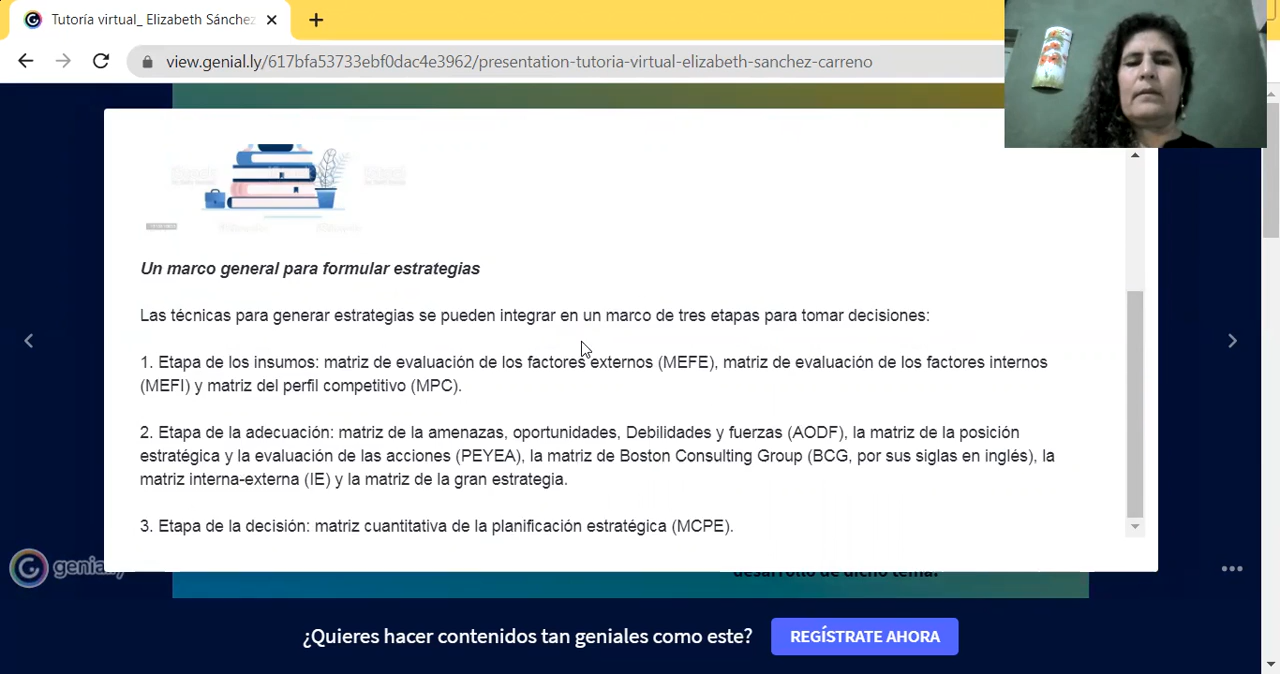 Tutoría virtual_ Elizabeth Sánchez
view.genial.ly/617bfa53733ebf0dac4e3962/presentation-tutoria-virtual-elizabeth-sanchez-carreno
Un marco general para formular estrategias
Las técnicas para generar estrategias se pueden integrar en un marco de tres etapas para tomar decisiones:
1. Etapa de los insumos: matriz de evaluación de los factores externos (MEFE), matriz de evaluación de los factores internos
(MEFI) y matriz del perfil competitivo (MPC).
2. Etapa de la adecuación: matriz de la amenazas, oportunidades, Debilidades y fuerzas (AODF), la matriz de la posición
estratégica y la evaluación de las acciones (PEYEA), la matriz de Boston Consulting Group (BCG, por sus siglas en inglés), la
matriz interna-externa (IE) y la matriz de la gran estrategia.
3. Etapa de la decisión: matriz cuantitativa de la planificación estratégica (MCPE).
genially
desarrollo de dicho tema.
¿Quieres hacer contenidos tan geniales como este?
REGÍSTRATE AHORA